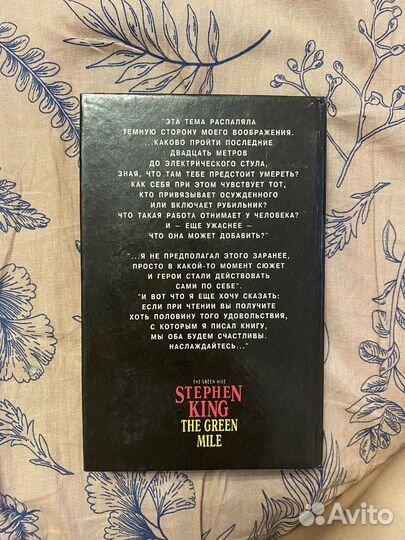 "ЭТА ТЕМА РАСПАЛЯЛА
ТЕМНУЮ СТОРОНУ МОЕГО ВООБРАЖЕНИЯ.
...КАКОВО ПРОЙТИ ПОСЛЕДНИЕ
ДВАДЦАТЬ МЕТРОВ
ДО ЭЛЕКТРИЧЕСКОГО СТУЛА,
ЗНАЯ, ЧТО ТАМ ТЕБЕ ПРЕДСТОИТ УМЕРЕТЬ?
КАК СЕБЯ ПРИ ЭТОМ ЧУВСТВУЕТ ТОТ,
КТО ПРИВЯЗЫВАЕТ ОСУЖДЕННОГО
ИЛИ ВКЛЮЧАЕТ РУБИЛЬНИК?
ЧТО ТАКАЯ РАБОТА ОТНИМАЕТ У ЧЕЛОВЕКА?
И – ЕЩЕ УЖАСНЕЕ –
ЧТО ОНА МОЖЕТ ДОБАВИТЬ?"
"...Я НЕ ПРЕДПОЛАГАЛ ЭТОГО ЗАРАНЕЕ,
ПРОСТО В КАКОЙ-ТО МОМЕНТ СЮЖЕТ
И ГЕРОИ СТАЛИ ДЕЙСТВОВАТЬ
САМИ ПО СЕБЕ".
"И ВОТ ЧТО Я ЕЩЕ ХОЧУ СКАЗАТЬ:
ЕСЛИ ПРИ ЧТЕНИИ ВЫ ПОЛУЧИТЕ
ХОТЬ ПОЛОВИНУ ТОГО УДОВОЛЬСТВИЯ,
С КОТОРЫМ Я ПИСАЛ КНИГУ,
МЫ ОБА БУДЕМ СЧАСТЛИВЫ.
НАСЛАЖДАЙТЕСЬ..."
THE GREEN MILE
STEPHEN
KING
THE GREEN
MILE
Avito